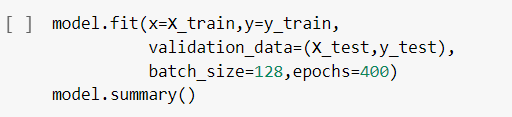 [ ] model.fit(x=X_train,y=y_train,
validation_data=(X_test,y_test),
batch_size=128,epochs=400)
model.summary()